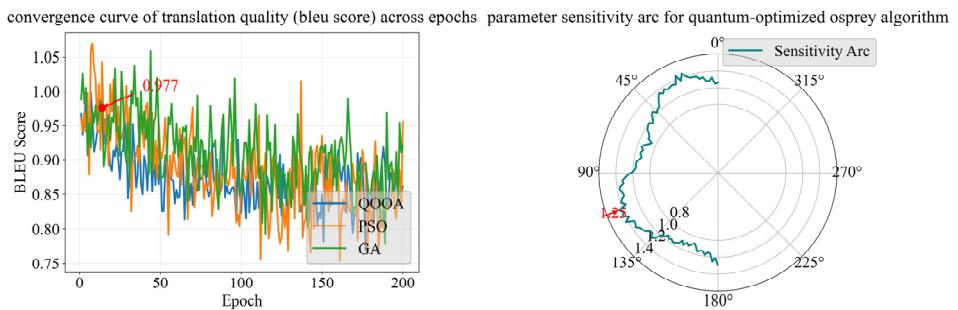 convergence curve of translation quality (bleu score) across epochs
BLEU Score
1.05
1.00
0.95
0.90
0.85
0.80
0.75
0.977
QOOA
PSO
GA
0 50 100 150 200
Epoch
parameter sensitivity arc for quantum-optimized osprey algorithm
Sensitivity Arc
0°
45°
315°
90°
270°
1.25
0.8
1.0
1.2
1.4
135°
225°
180°